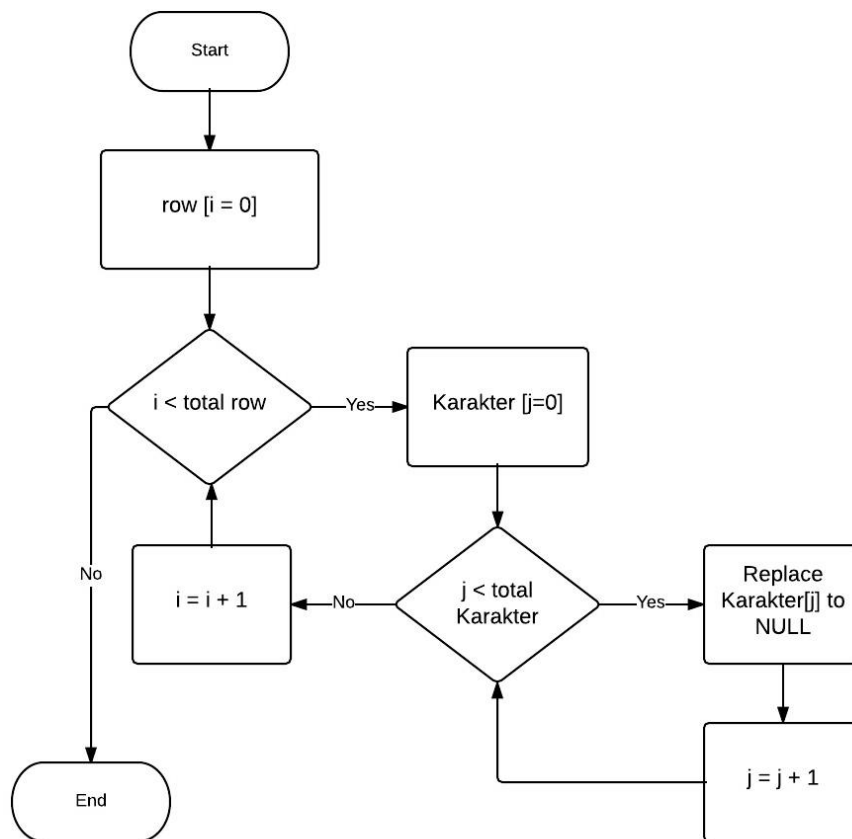 Start
row [i = 0]
i < total row
Yes
Karakter [j=0]
No
i = i + 1
No
j < total
Karakter
Yes
Replace
Karakter[j] to
NULL
j = j + 1
End